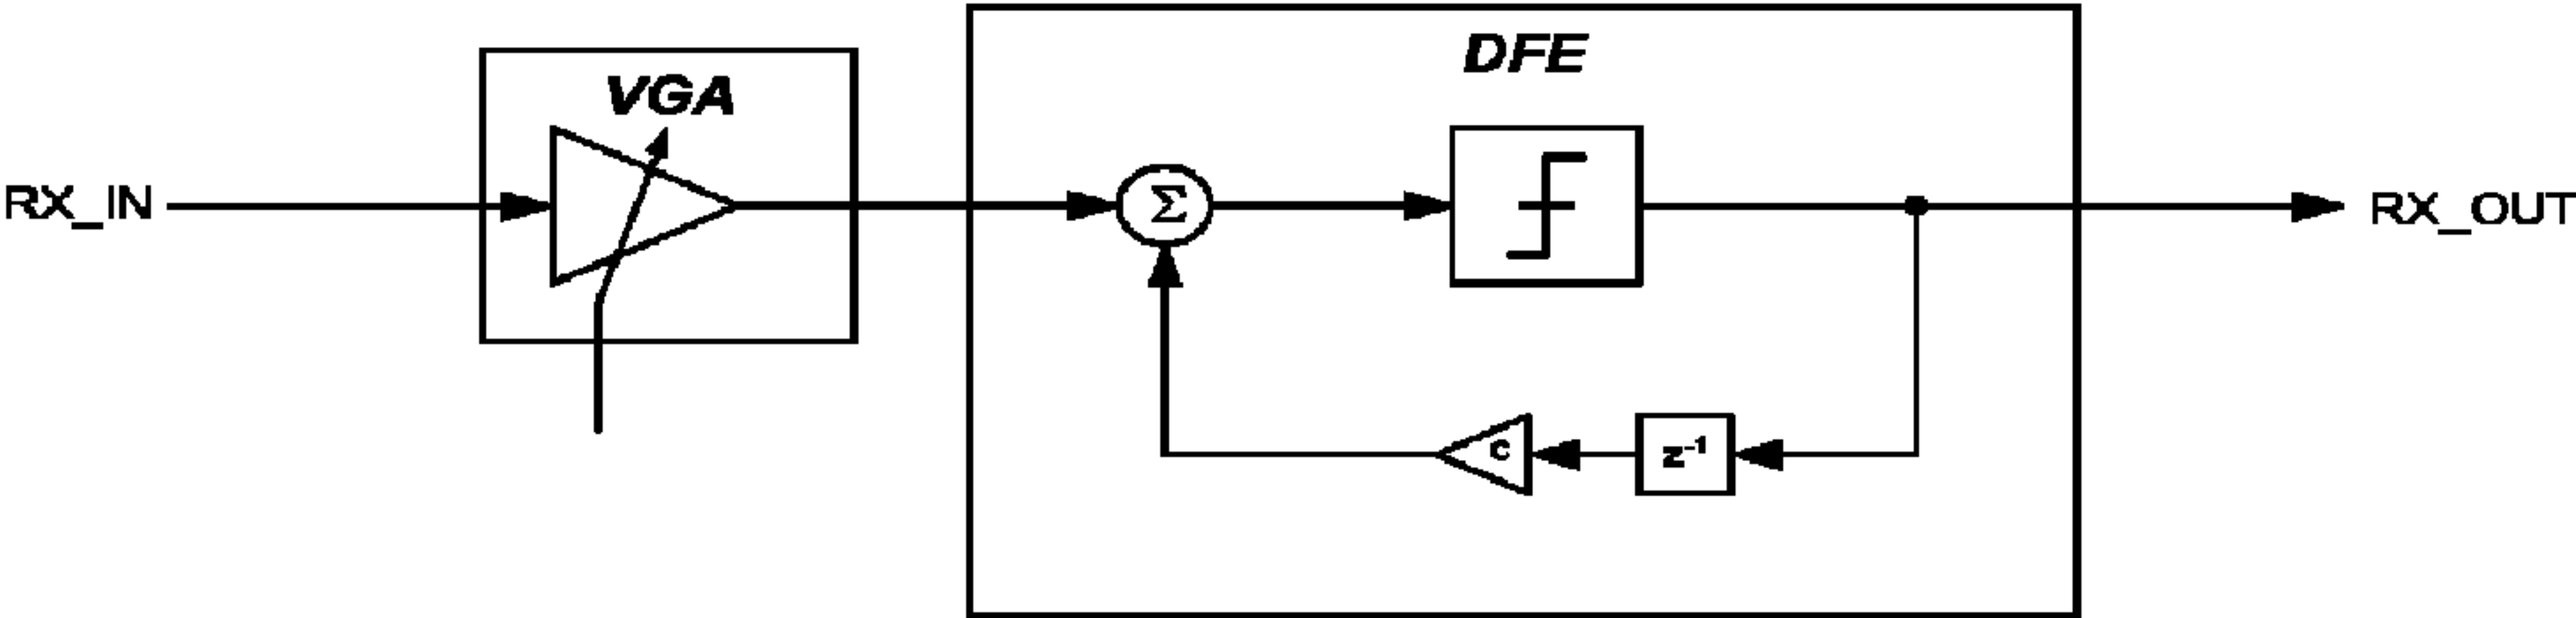 DFE
VGA
RX_IN
Σ
RX_OUT
c
z⁻¹